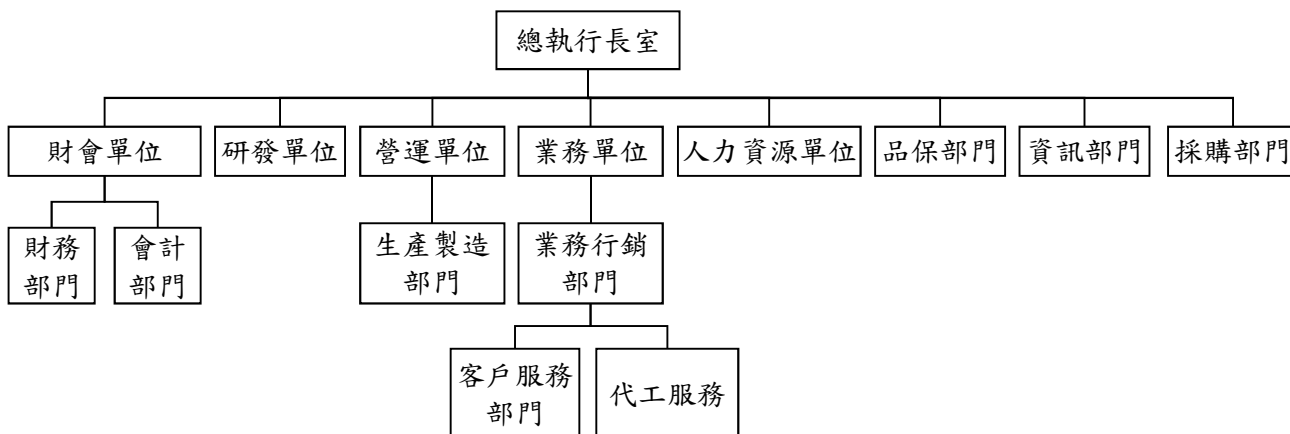 總執行長室
財會單位
研發單位
營運單位
業務單位
人力資源單位
品保部門
資訊部門
採購部門
財務
部門
會計
部門
生產製造
部門
業務行銷
部門
客戶服務
部門
代工服務